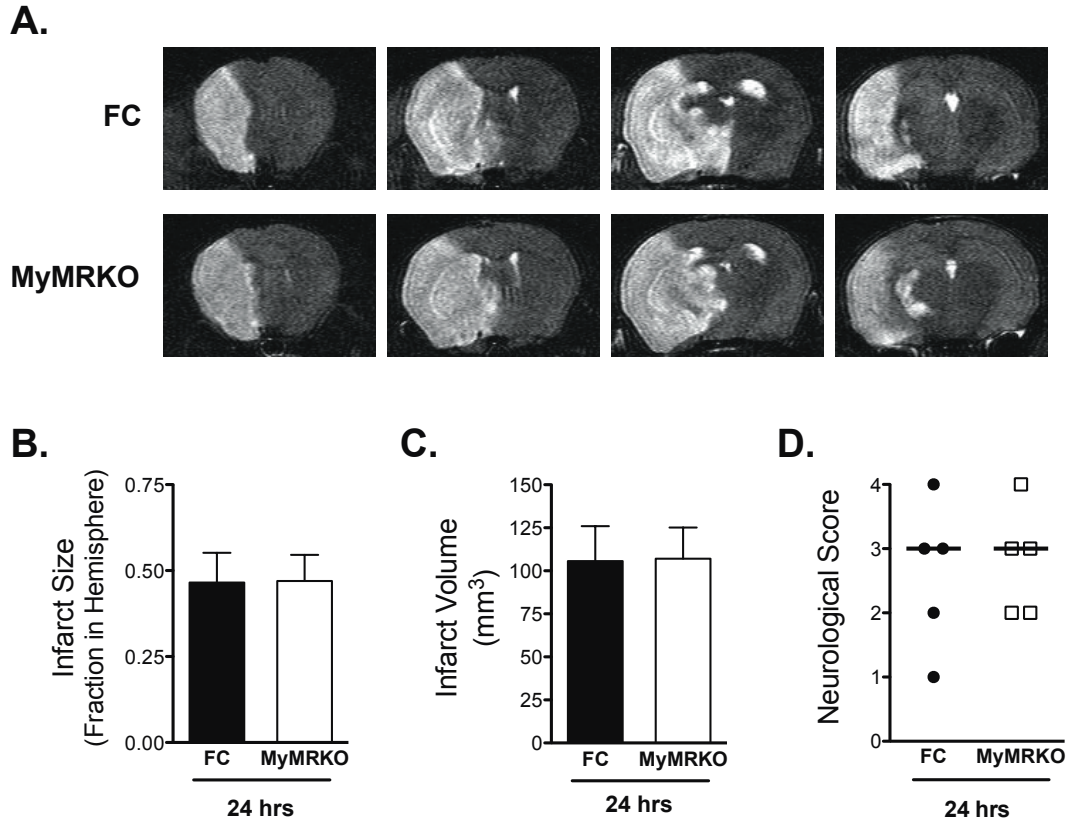 A.
FC
MyMRKO
B.
Infarct Size
(Fraction in Hemisphere)
0.75
0.50
0.25
0.00
FC
MyMRKO
24 hrs
C.
Infarct Volume
(mm³)
150
125
100
75
50
25
0
FC
MyMRKO
24 hrs
D.
Neurological Score
4
3
2
1
0
FC
MyMRKO
24 hrs